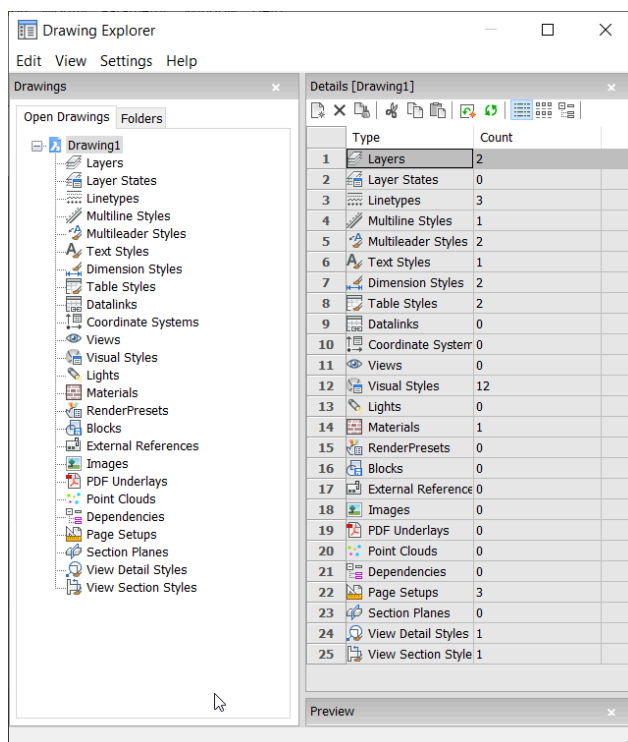 Drawing Explorer
Edit View Settings Help
Drawings
Open Drawings Folders
Drawing1
Layers
Layer States
Linetypes
Multiline Styles
Multileader Styles
Text Styles
Dimension Styles
Table Styles
Datalinks
Coordinate Systems
Views
Visual Styles
Lights
Materials
RenderPresets
Blocks
External References
Images
PDF Underlays
Point Clouds
Dependencies
Page Setups
Section Planes
View Detail Styles
View Section Styles
Details [Drawing1]
Type Count
1 Layers 2
2 Layer States 0
3 Linetypes 3
4 Multiline Styles 1
5 Multileader Styles 2
6 Text Styles 1
7 Dimension Styles 2
8 Table Styles 2
9 Datalinks 0
10 Coordinate System 0
11 Views 0
12 Visual Styles 12
13 Lights 0
14 Materials 1
15 RenderPresets 0
16 Blocks 0
17 External Reference 0
18 Images 0
19 PDF Underlays 0
20 Point Clouds 0
21 Dependencies 0
22 Page Setups 3
23 Section Planes 0
24 View Detail Styles 1
25 View Section Style 1
Preview